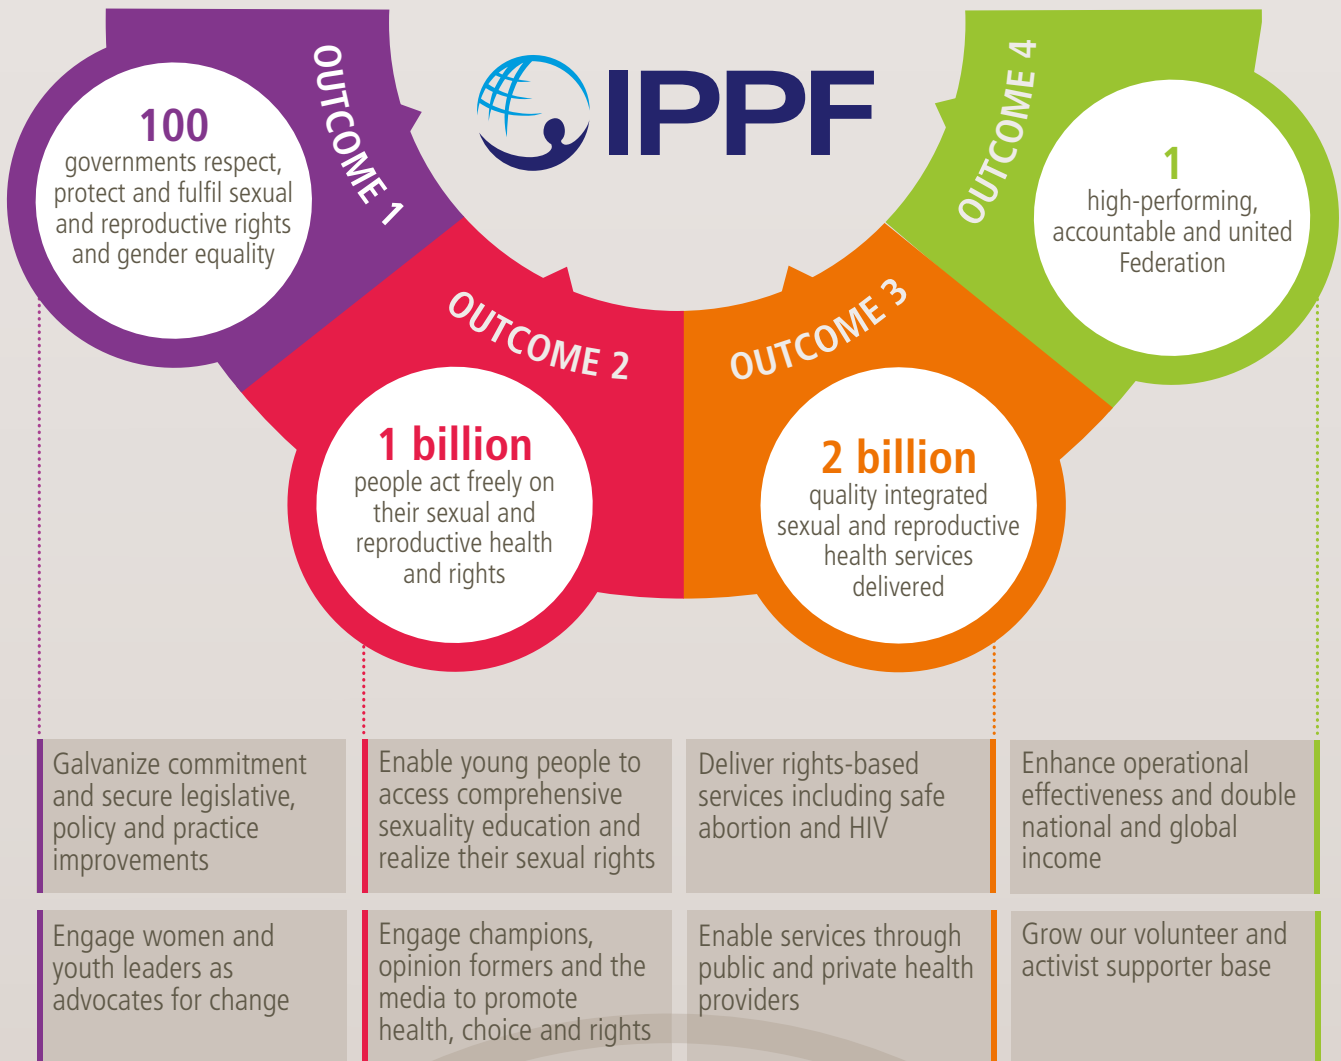 IPPF
OUTCOME 1
100
governments respect,
protect and fulfil sexual
and reproductive rights
and gender equality
OUTCOME 2
1 billion
people act freely on
their sexual and
reproductive health
and rights
OUTCOME 3
2 billion
quality integrated
sexual and reproductive
health services
delivered
OUTCOME 4
1
high-performing,
accountable and united
Federation
Galvanize commitment
and secure legislative,
policy and practice
improvements
Enable young people to
access comprehensive
sexuality education and
realize their sexual rights
Deliver rights-based
services including safe
abortion and HIV
Enhance operational
effectiveness and double
national and global
income
Engage women and
youth leaders as
advocates for change
Engage champions,
opinion formers and the
media to promote
health, choice and rights
Enable services through
public and private health
providers
Grow our volunteer and
activist supporter base